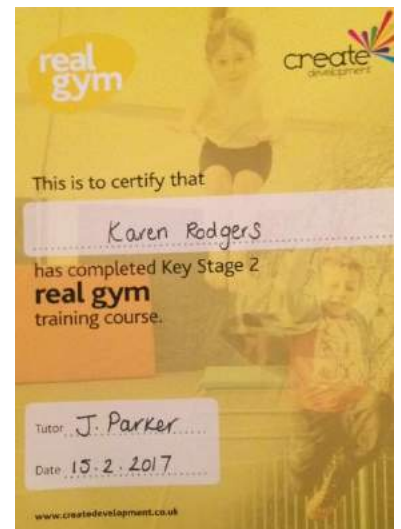 real
gym
create
development
This is to certify that
Karen Rodgers
has completed Key Stage 2
real gym
training course.
Tutor J. Parker
Date 15.2.2017
www.createdevelopment.co.uk